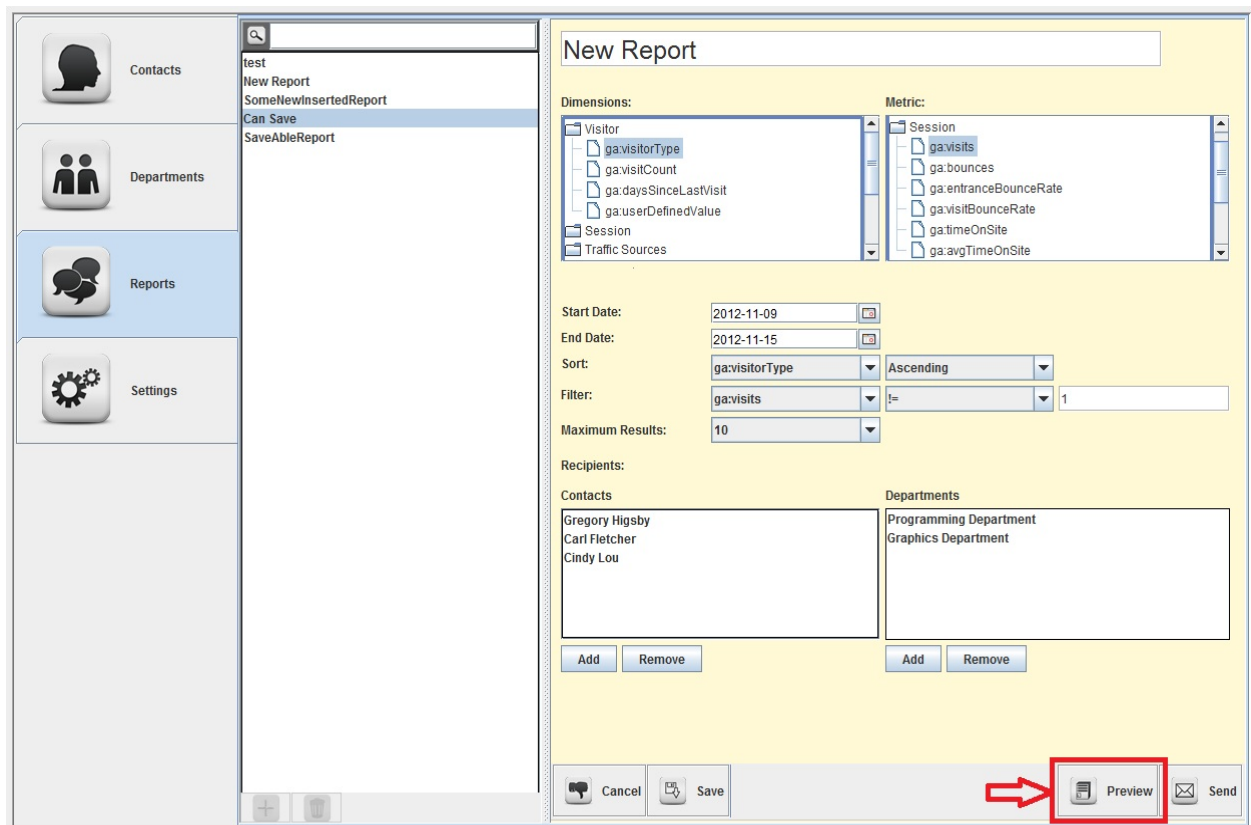 Contacts
Departments
Reports
Settings
test
New Report
SomeNewInsertedReport
Can Save
SaveAbleReport
New Report
Dimensions:
Visitor
ga:visitorType
ga:visitCount
ga:daysSinceLastVisit
ga:userDefinedValue
Session
Traffic Sources
Metric:
Session
ga:visits
ga:bounces
ga:entranceBounceRate
ga:visitBounceRate
ga:timeOnSite
ga:avgTimeOnSite
Start Date: 2012-11-09
End Date: 2012-11-15
Sort: ga:visitorType Ascending
Filter: ga:visits != 1
Maximum Results: 10
Recipients:
Contacts
Gregory Higsby
Carl Fletcher
Cindy Lou
Add Remove
Departments
Programming Department
Graphics Department
Add Remove
Cancel Save Preview Send